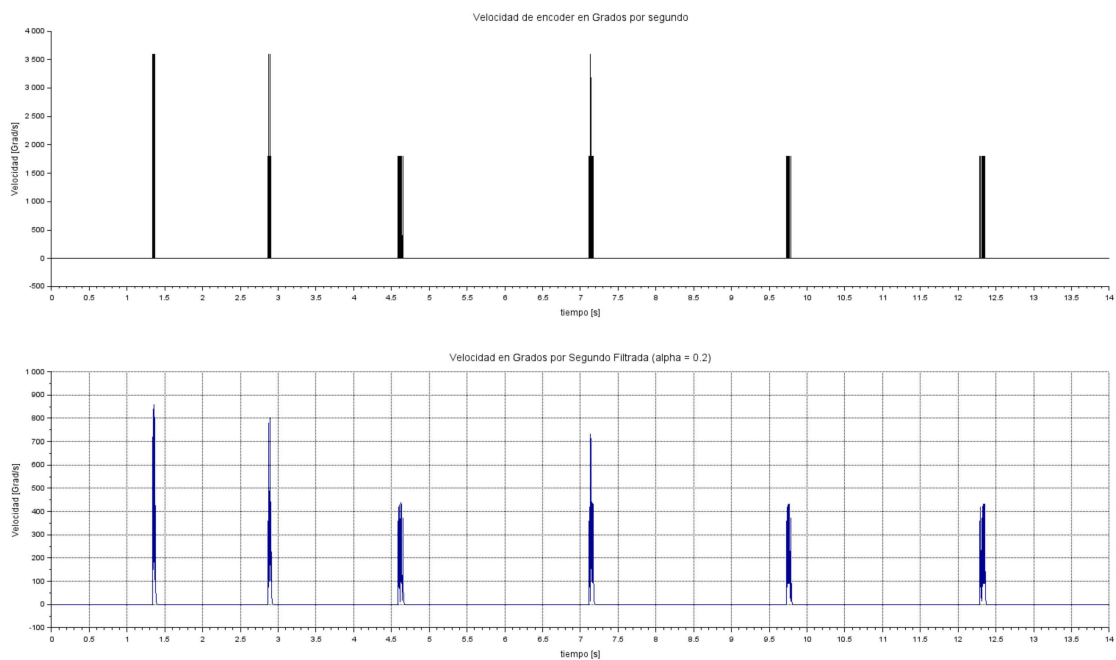 Velocidad de encoder en Grados por segundo
4 000
3 500
3 000
2 500
2 000
1 500
1 000
500
0
-500
Velocidad [Grad/s]
0 0.5 1 1.5 2 2.5 3 3.5 4 4.5 5 5.5 6 6.5 7 7.5 8 8.5 9 9.5 10 10.5 11 11.5 12 12.5 13 13.5 14
tiempo [s]
Velocidad en Grados por Segundo Filtrada (alpha = 0.2)
1 000
900
800
700
600
500
400
300
200
100
0
-100
Velocidad [Grad/s]
0 0.5 1 1.5 2 2.5 3 3.5 4 4.5 5 5.5 6 6.5 7 7.5 8 8.5 9 9.5 10 10.5 11 11.5 12 12.5 13 13.5 14
tiempo [s]